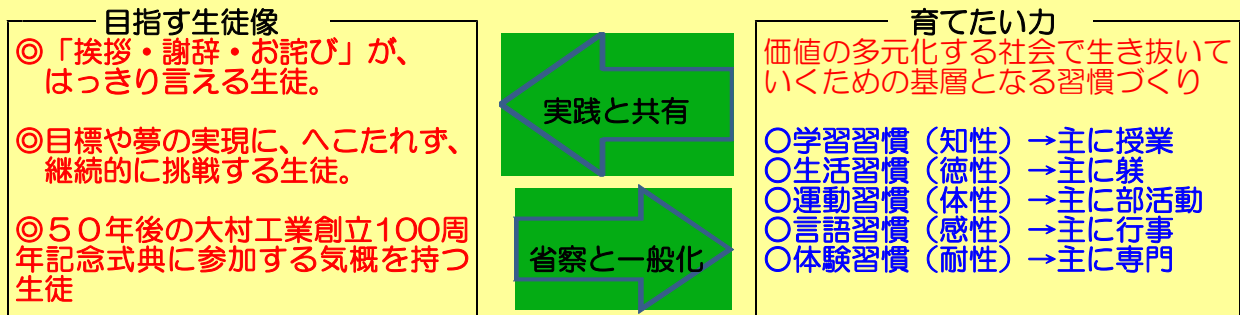 目指す生徒像
◎「挨拶・謝辞・お詫び」が、
はっきり言える生徒。
◎目標や夢の実現に、へこたれず、
継続的に挑戦する生徒。
◎５０年後の大村工業創立100周
年記念式典に参加する気概を持つ
生徒
実践と共有
省察と一般化
育てたい力
価値の多元化する社会で生き抜いて
いくための基層となる習慣づくり
○学習習慣（知性）→主に授業
○生活習慣（徳性）→主に躾
○運動習慣（体性）→主に部活動
○言語習慣（感性）→主に行事
○体験習慣（耐性）→主に専門